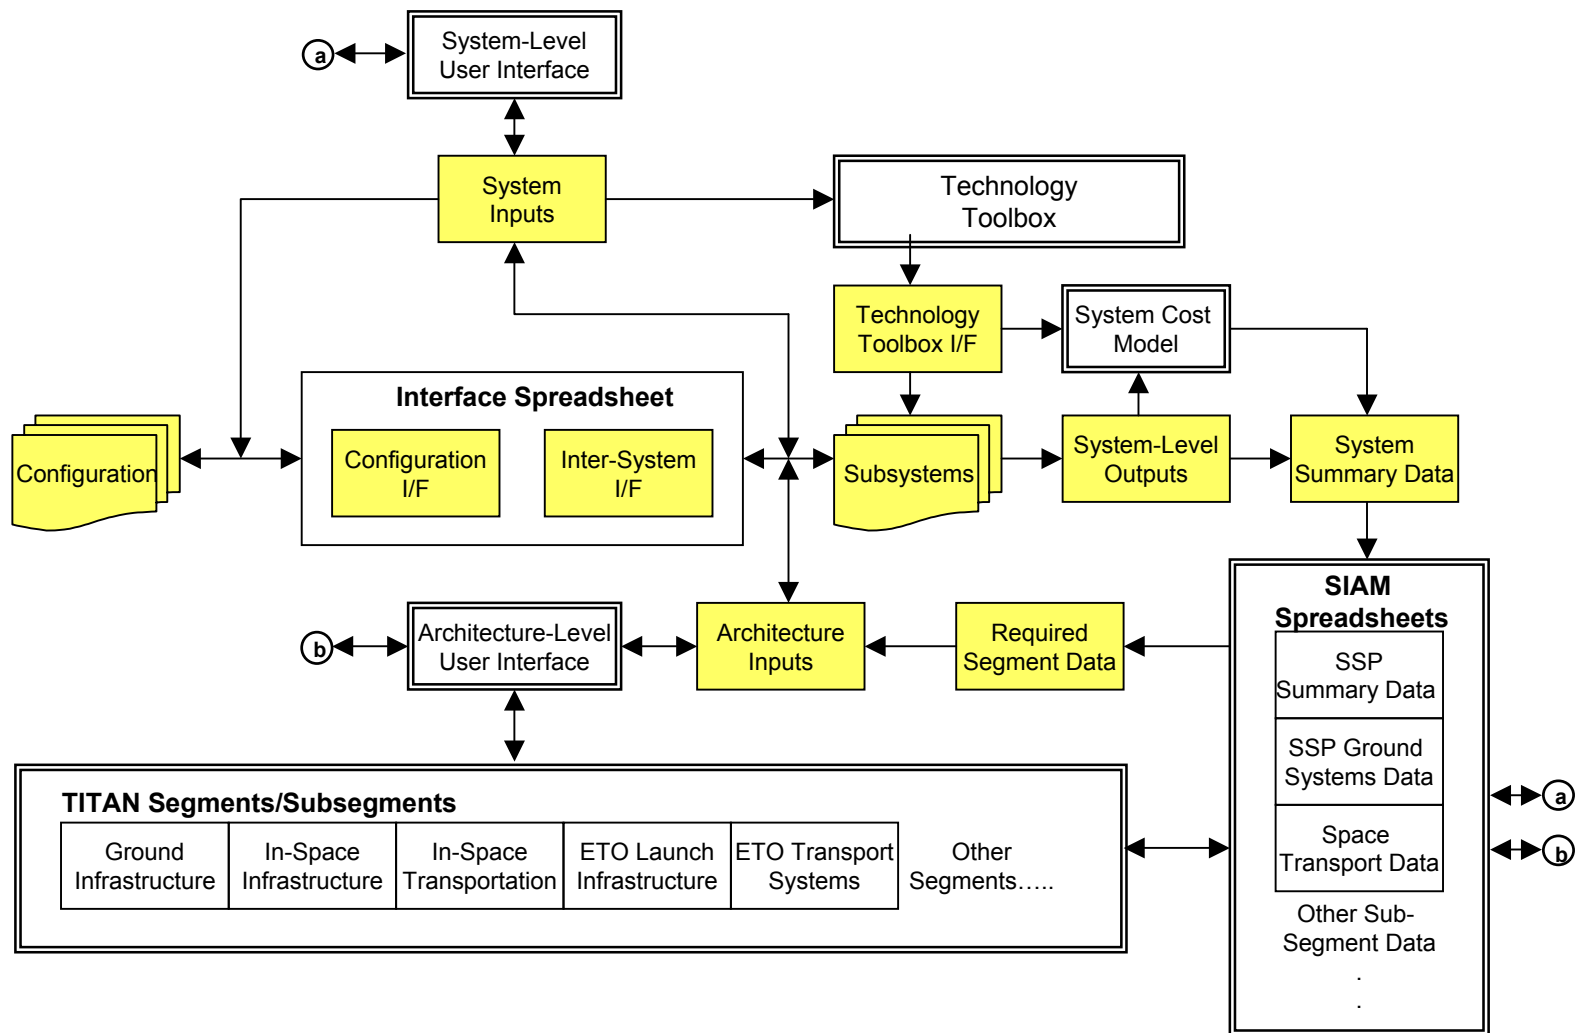 a
System-Level
User Interface
System
Inputs
Technology
Toolbox
Technology
Toolbox I/F
System Cost
Model
Interface Spreadsheet
Configuration
Configuration
I/F
Inter-System
I/F
Subsystems
System-Level
Outputs
System
Summary Data
b
Architecture-Level
User Interface
Architecture
Inputs
Required
Segment Data
SIAM
Spreadsheets
SSP
Summary Data
SSP Ground
Systems Data
Space
Transport Data
Other Sub-
Segment Data
.
.
a
b
TITAN Segments/Subsegments
Ground
Infrastructure
In-Space
Infrastructure
In-Space
Transportation
ETO Launch
Infrastructure
ETO Transport
Systems
Other
Segments…..